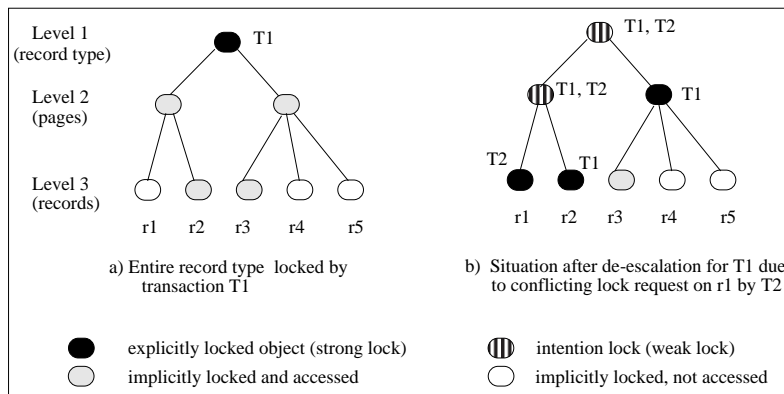 Level 1
(record type)
T1
Level 2
(pages)
Level 3
(records)
r1 r2 r3 r4 r5
a) Entire record type locked by
transaction T1
T1, T2
T1, T2
T1
T2
T1
r1 r2 r3 r4 r5
b) Situation after de-escalation for T1 due
to conflicting lock request on r1 by T2
explicitly locked object (strong lock)
implicitly locked and accessed
intention lock (weak lock)
implicitly locked, not accessed